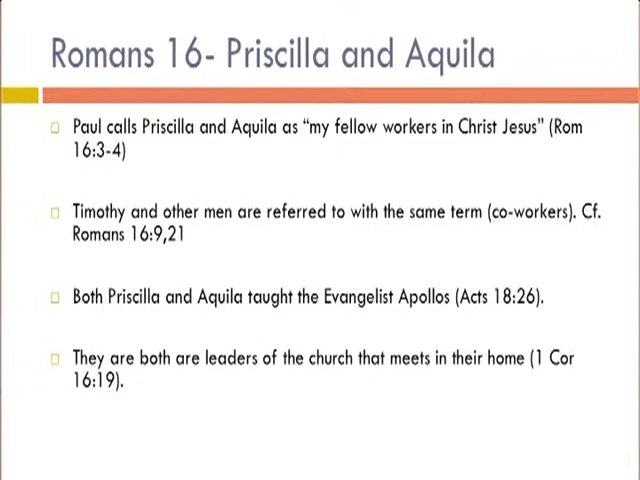 Romans 16- Priscilla and Aquila
Paul calls Priscilla and Aquila as “my fellow workers in Christ Jesus” (Rom
16:3-4)
Timothy and other men are referred to with the same term (co-workers). Cf.
Romans 16:9,21
Both Priscilla and Aquila taught the Evangelist Apollos (Acts 18:26).
They are both are leaders of the church that meets in their home (1 Cor
16:19).